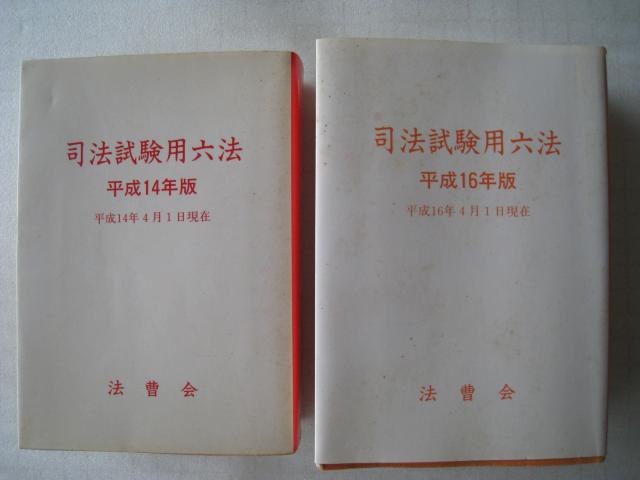 司法試験用六法
平成14年版
平成14年4月1日現在
法曹会
司法試験用六法
平成16年版
平成16年4月1日現在
法曹会